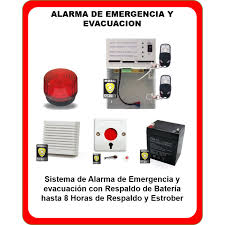 ALARMA DE EMERGENCIA Y
EVACUACION
Sistema de Alarma de Emergencia y
evacuación con Respaldo de Batería
hasta 8 Horas de Respaldo y Estrober